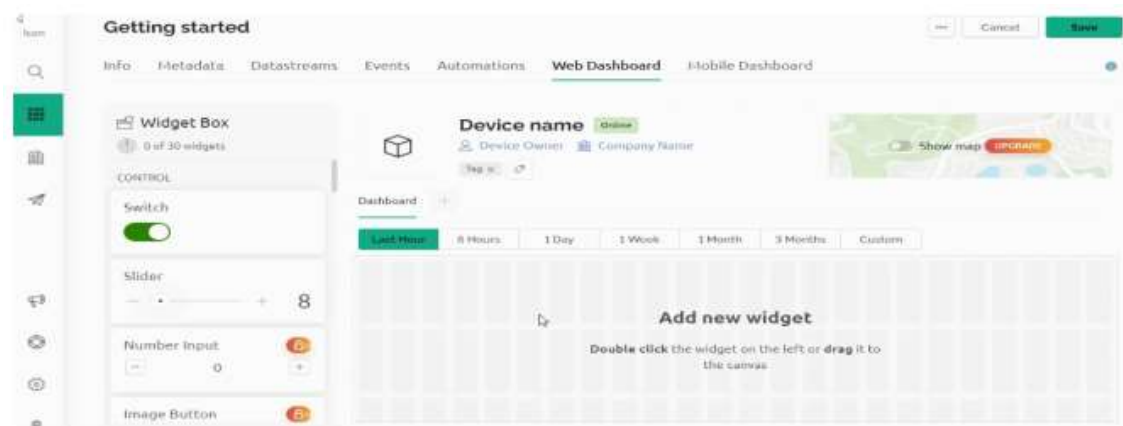 learn
Getting started
Cancel
Save
Info Metadata Datastreams Events Automations Web Dashboard Mobile Dashboard
Widget Box
0 of 30 widgets
CONTROL
Switch
Slider
8
Number Input
0
Image Button
Device name Online
Device Owner Company Name
Tag x
Show map UPGRADE
Dashboard +
Last Hour 6 Hours 1 Day 1 Week 1 Month 3 Months Custom
Add new widget
Double click the widget on the left or drag it to
the canvas